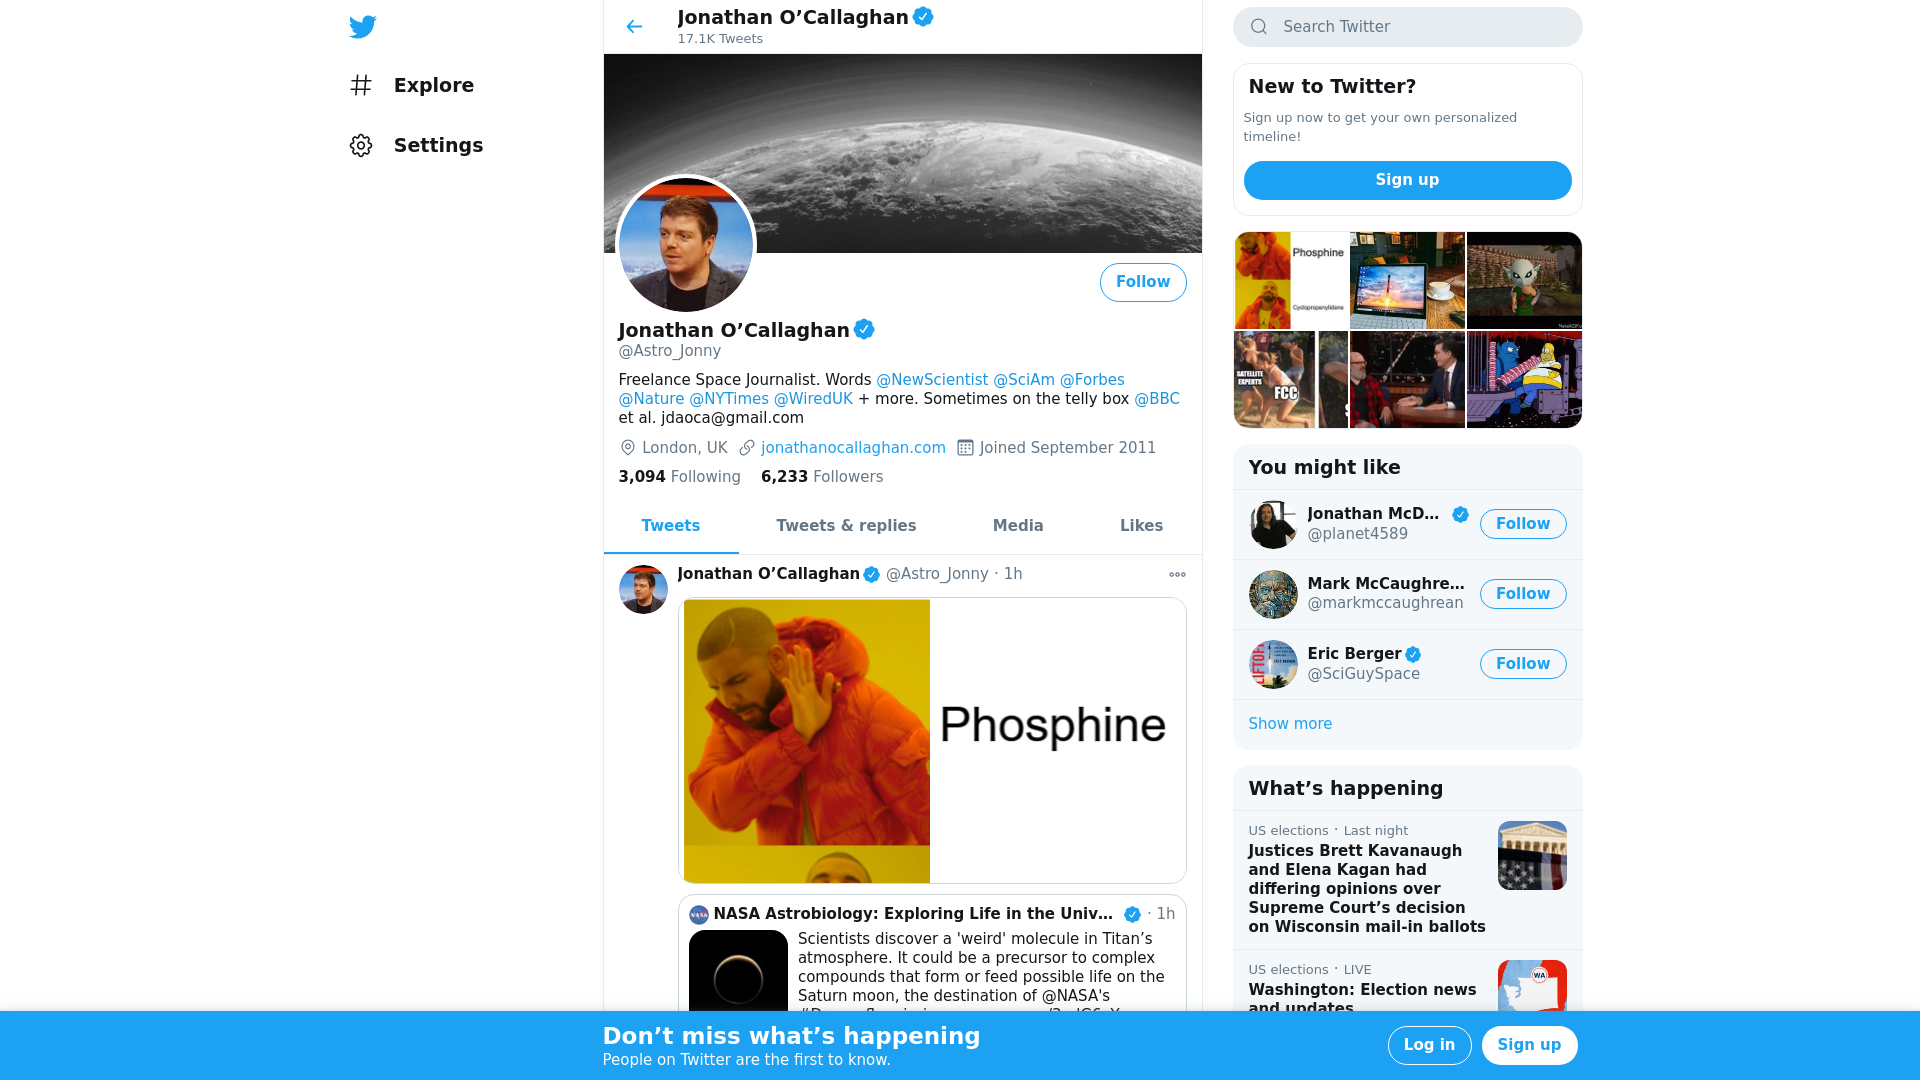 Explore
Settings
Jonathan O’Callaghan
17.1K Tweets
Follow
Jonathan O’Callaghan
@Astro_Jonny
Freelance Space Journalist. Words @NewScientist @SciAm @Forbes
@Nature @NYTimes @WiredUK + more. Sometimes on the telly box @BBC
et al. jdaoca@gmail.com
London, UK jonathanocallaghan.com Joined September 2011
3,094 Following 6,233 Followers
Tweets Tweets & replies Media Likes
Jonathan O’Callaghan @Astro_Jonny · 1h
Phosphine
NASA
NASA Astrobiology: Exploring Life in the Univ… · 1h
Scientists discover a 'weird' molecule in Titan’s
atmosphere. It could be a precursor to complex
compounds that form or feed possible life on the
Saturn moon, the destination of @NASA's
Search Twitter
New to Twitter?
Sign up now to get your own personalized
timeline!
Sign up
Phosphine
Cyclopropenylidene
SATELLITE
EXPERTS
FCC
You might like
Jonathan McD…
@planet4589
Follow
Mark McCaughre…
@markmccaughrean
Follow
LIFTOFF
Eric Berger
@SciGuySpace
Follow
Show more
What’s happening
US elections · Last night
Justices Brett Kavanaugh
and Elena Kagan had
differing opinions over
Supreme Court’s decision
on Wisconsin mail-in ballots
US elections · LIVE
Washington: Election news
and updates
WA
Don’t miss what’s happening
People on Twitter are the first to know.
Log in
Sign up